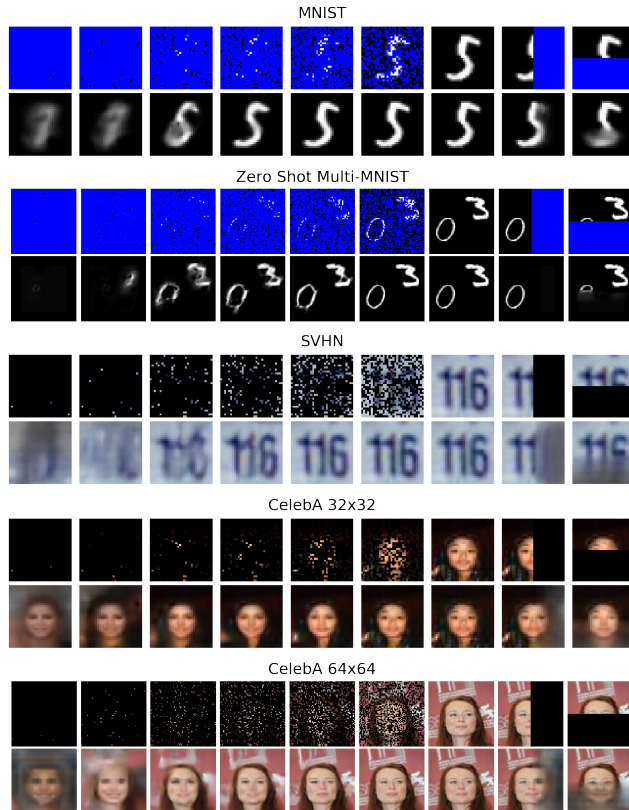 MNIST
Zero Shot Multi-MNIST
SVHN
CelebA 32x32
CelebA 64x64